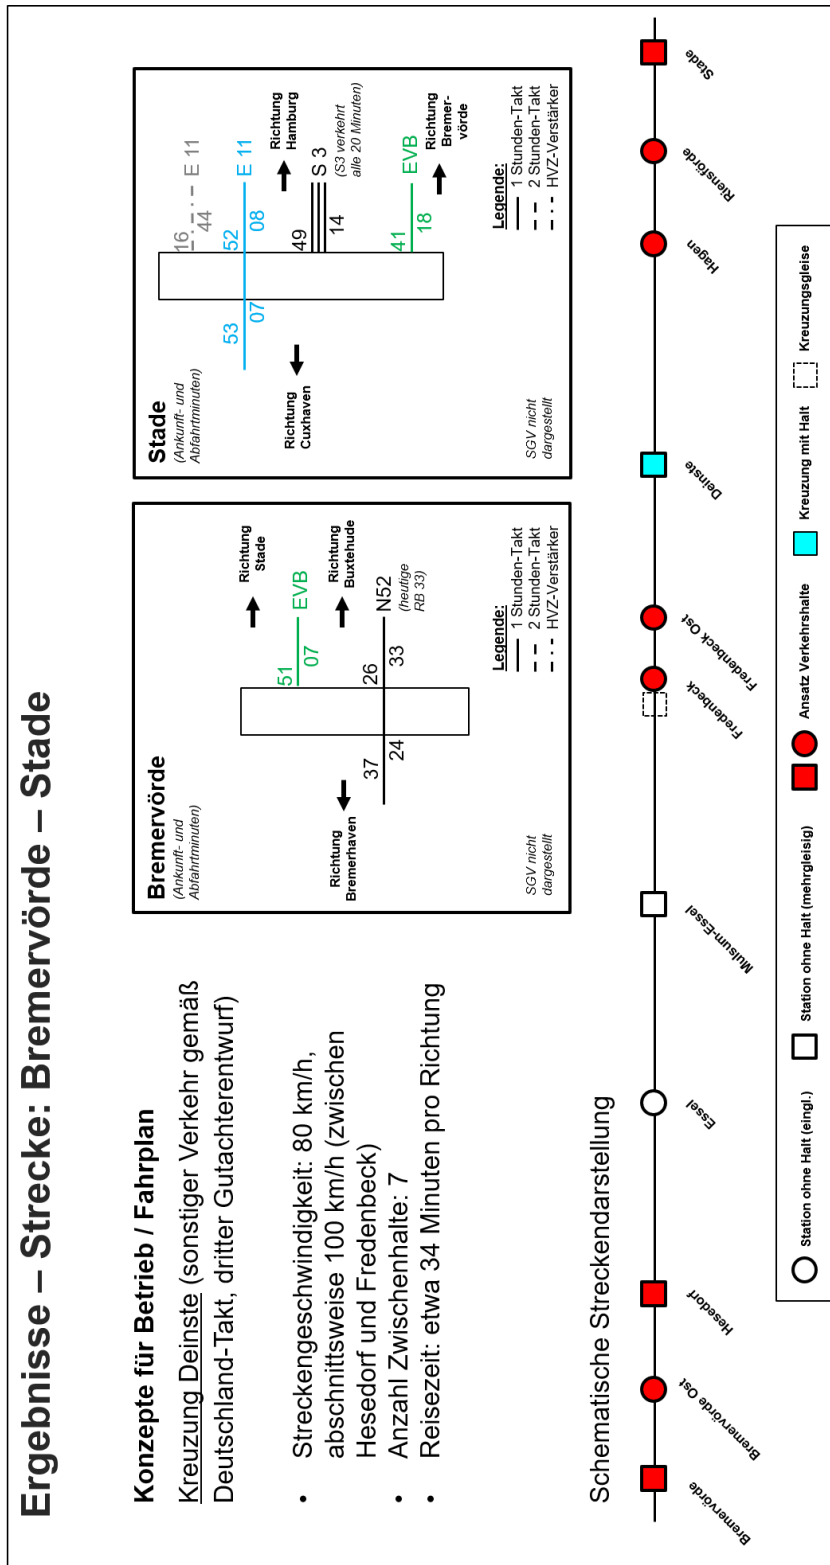 Ergebnisse – Strecke: Bremervörde – Stade
Konzepte für Betrieb / Fahrplan
Kreuzung Deinste (sonstiger Verkehr gemäß
Deutschland-Takt, dritter Gutachterentwurf)
• Streckengeschwindigkeit: 80 km/h,
abschnittsweise 100 km/h (zwischen
Hesedorf und Fredenbeck)
• Anzahl Zwischenhalte: 7
• Reisezeit: etwa 34 Minuten pro Richtung
Bremervörde
(Ankunft- und
Abfahrtminuten)
Richtung
Stade
51
EVB
07
Richtung
Bremerhaven
Richtung
Buxtehude
37
26
N52
24
33
(heutige
RB 33)
SGV nicht
dargestellt
Legende:
1 Stunden-Takt
2 Stunden-Takt
HVZ-Verstärker
Stade
(Ankunft- und
Abfahrtminuten)
16
E 11
44
53
52
E 11
07
08
Richtung
Cuxhaven
Richtung
Hamburg
49
S 3
14
(S3 verkehrt
alle 20 Minuten)
41
EVB
18
Richtung
Bremer-
vörde
SGV nicht
dargestellt
Legende:
1 Stunden-Takt
2 Stunden-Takt
HVZ-Verstärker
Schematische Streckendarstellung
Bremervörde
Bremervörde Ost
Hesedorf
Essel
Mulsum-Essel
Fredenbeck
Fredenbeck Ost
Deinste
Hagen
Riensförde
Stade
Station ohne Halt (eingl.)
Station ohne Halt (mehrgleisig)
Ansatz Verkehrshalte
Kreuzung mit Halt
Kreuzungsgleise